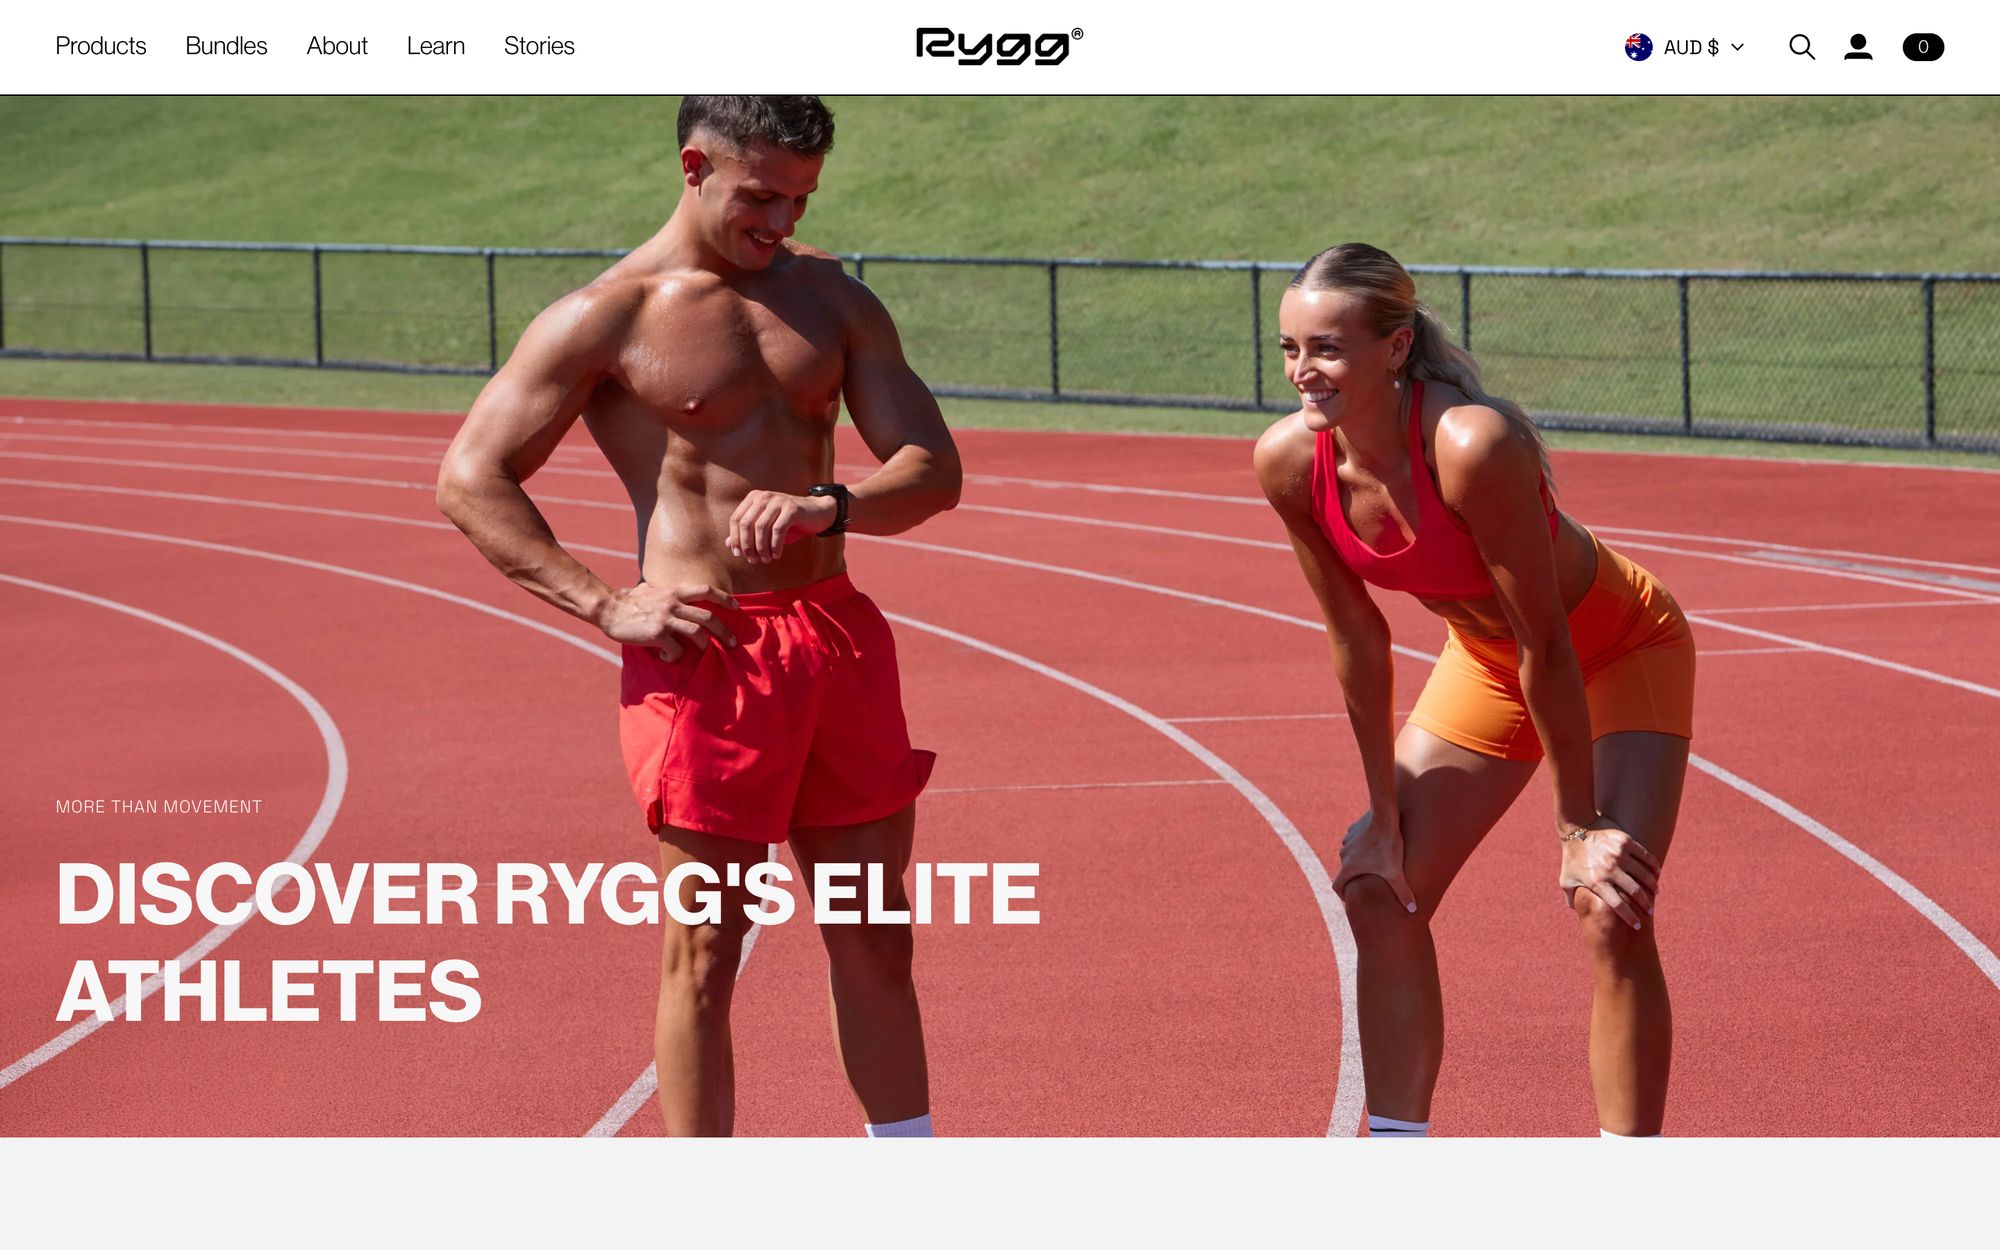 Products
Bundles
About
Learn
Stories
Rygg®
AUD $
0
MORE THAN MOVEMENT
DISCOVER RYGG'S ELITE
ATHLETES